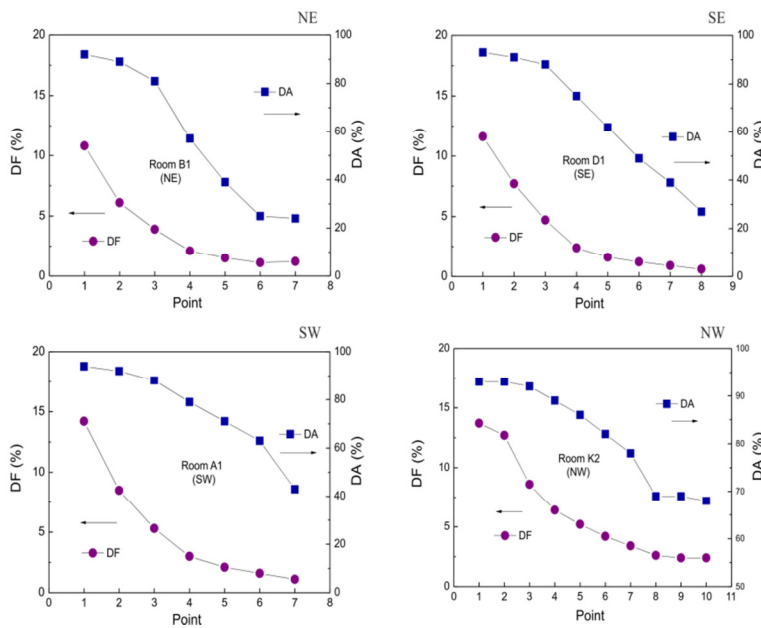 NE
20
15
10
5
0
DF (%)
100
80
60
40
20
0
DA (%)
DA
Room B1
(NE)
DF
0 1 2 3 4 5 6 7 8
Point
SE
20
15
10
5
0
DF (%)
100
80
60
40
20
0
DA (%)
DA
Room D1
(SE)
DF
0 1 2 3 4 5 6 7 8 9
Point
SW
20
15
10
5
0
DF (%)
100
80
60
40
20
0
DA (%)
DA
Room A1
(SW)
DF
0 1 2 3 4 5 6 7 8
Point
NW
20
15
10
5
0
DF (%)
100
90
80
70
60
50
DA (%)
DA
Room K2
(NW)
DF
0 1 2 3 4 5 6 7 8 9 10 11
Point